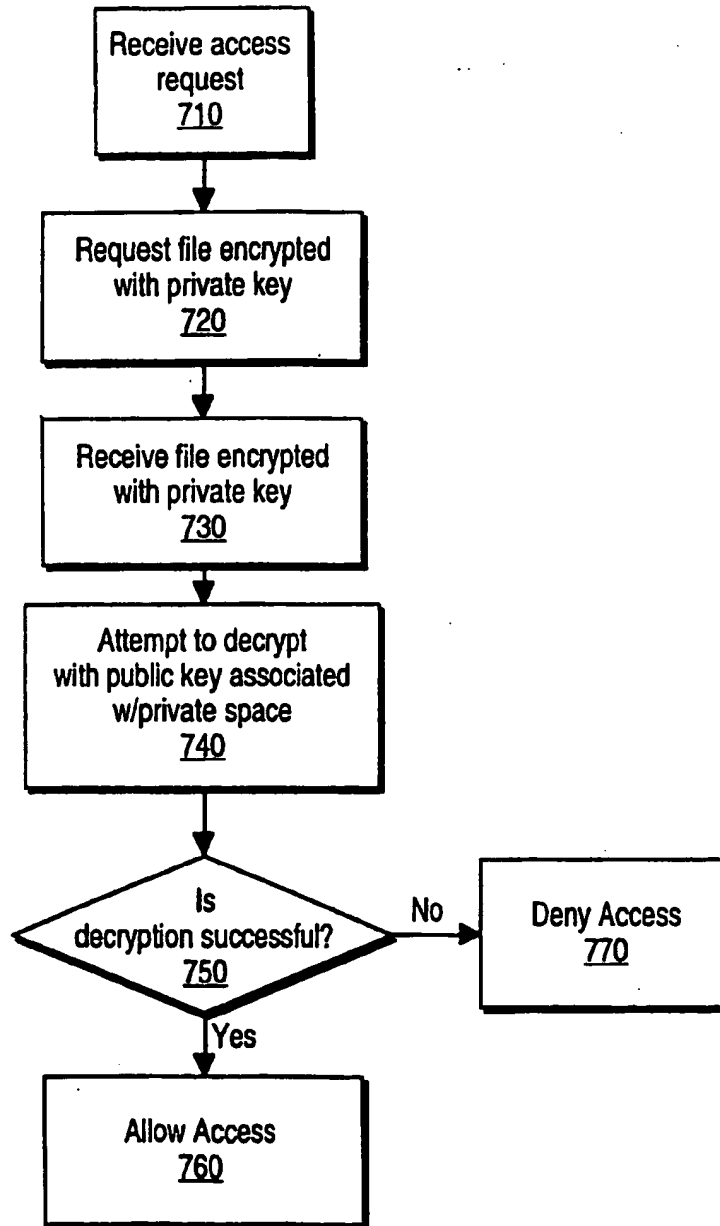 Receive access
request
710
Request file encrypted
with private key
720
Receive file encrypted
with private key
730
Attempt to decrypt
with public key associated
w/private space
740
Is
decryption successful?
750
No
Deny Access
770
Yes
Allow Access
760